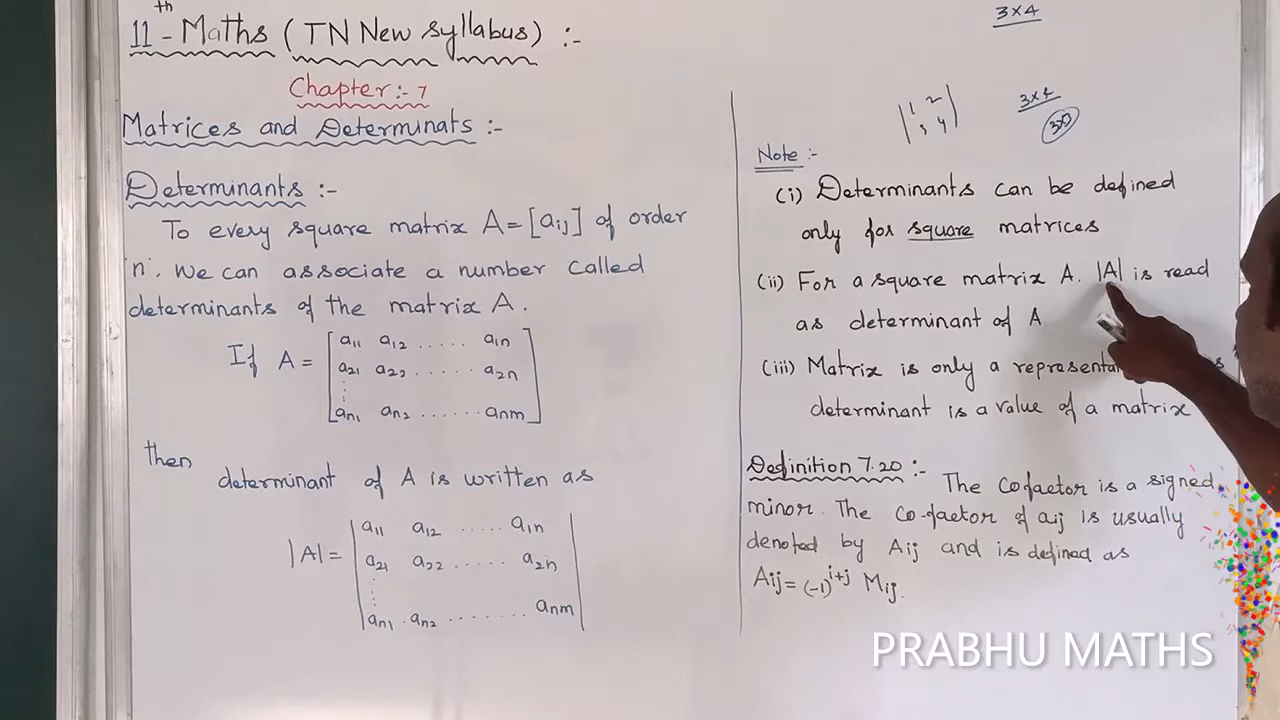 11th - Maths ( TN New Syllabus) :-
Chapter :- 7
Matrices and Determinats :-
Determinants :-
To every square matrix A = [aij] of order
'n'. We can associate a number called
determinants of the matrix A.
If A = [ a11 a12 ..... a1n
a21 a22 ..... a2n
⋮
an1 an2 ...... anm ]
then
determinant of A is written as
|A| = | a11 a12 ..... a1n
a21 a22 ..... a2n
⋮
an1 an2 ....... anm |
3×4
| 1 2
3 4 |
3×4
Note :-
(i) Determinants can be defined
only for square matrices
(ii) For a square matrix A. |A| is read
as determinant of A
(iii) Matrix is only a
determinant is a value of a matrix
Definition 7.20 :- The Cofactor is a signed
minor. The co-factor of aij is usually
denoted by Aij and is defined as
Aij = (-1)^i+j Mij.
PRABHU MATHS